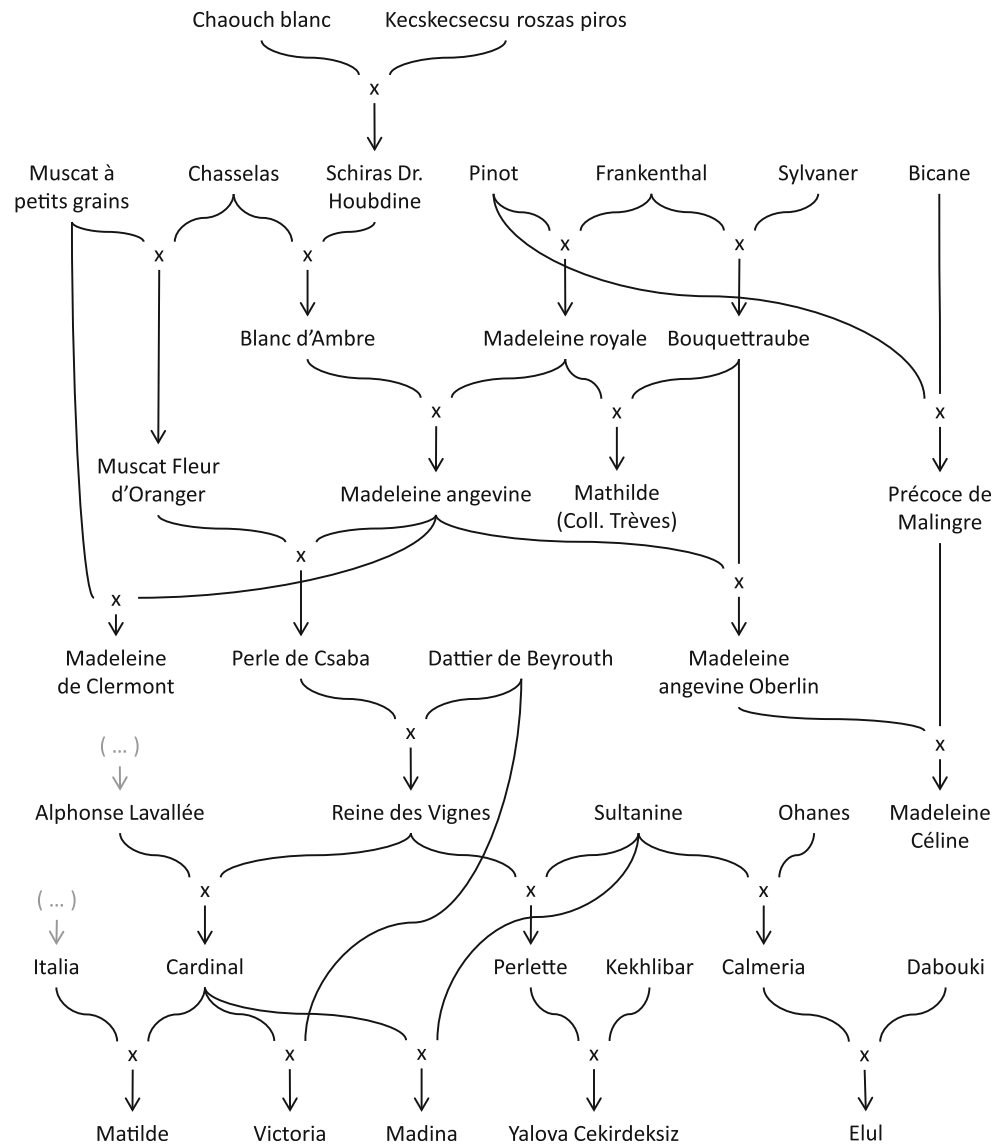 Chaouch blanc Kecskecsecsu roszas piros
x
Muscat à Chasselas Schiras Dr. Pinot Frankenthal Sylvaner Bicane
petits grains Houbdine
x x x x
Blanc d'Ambre Madeleine royale Bouquettraube
x x x
Muscat Fleur Madeleine angevine Mathilde Précoce de
d'Oranger (Coll. Trèves) Malingre
x
x
x
Madeleine Perle de Csaba Dattier de Beyrouth Madeleine
de Clermont angevine Oberlin
x
( ... ) x
Alphonse Lavallée Reine des Vignes Sultanine Ohanes Madeleine
Céline
x x x
( ... )
Italia Cardinal Perlette Kekhlibar Calmeria Dabouki
x x x x x
Matilde Victoria Madina Yalova Cekirdeksiz Elul